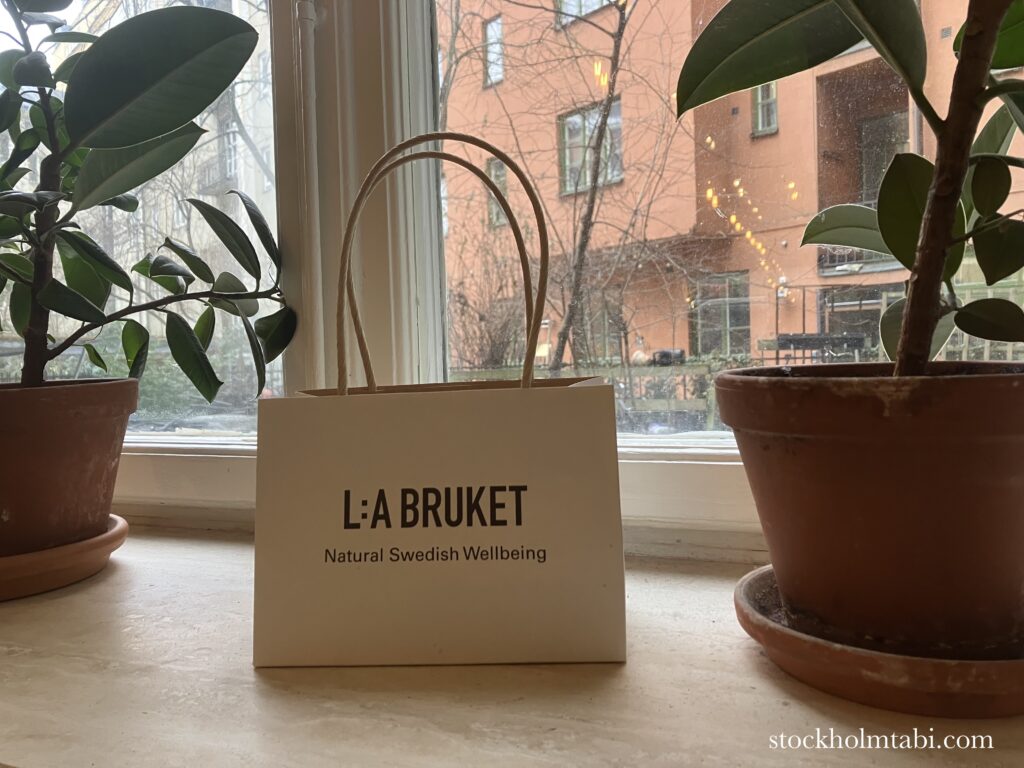 L:A BRUKET
Natural Swedish Wellbeing
stockholmtabi.com